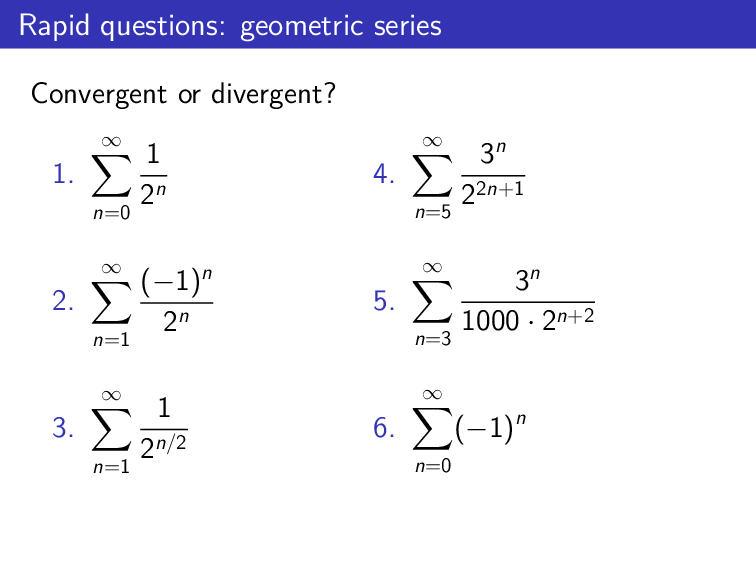 Rapid questions: geometric series
Convergent or divergent?
1. $\sum_{n=0}^{\infty} \frac{1}{2^n}$
2. $\sum_{n=1}^{\infty} \frac{(-1)^n}{2^n}$
3. $\sum_{n=1}^{\infty} \frac{1}{2^{n/2}}$
4. $\sum_{n=5}^{\infty} \frac{3^n}{2^{2n+1}}$
5. $\sum_{n=3}^{\infty} \frac{3^n}{1000 \cdot 2^{n+2}}$
6. $\sum_{n=0}^{\infty} (-1)^n$